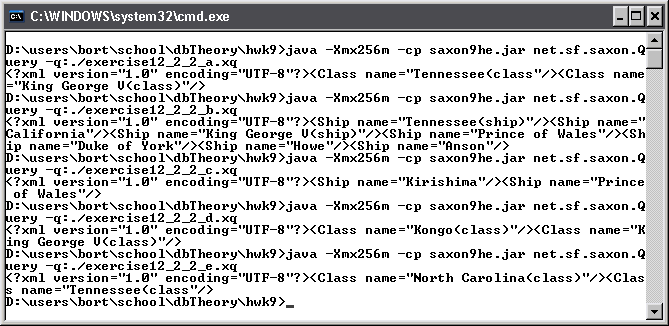 C:\WINDOWS\system32\cmd.exe
D:\users\bort\school\dbTheory\hwk9>java -Xmx256m -cp saxon9he.jar net.sf.saxon.Q
uery -q:./exercise12_2_2_a.xq
<?xml version="1.0" encoding="UTF-8"?><Class name="Tennessee(class"/><Class name
="King George V(class)"/>
D:\users\bort\school\dbTheory\hwk9>java -Xmx256m -cp saxon9he.jar net.sf.saxon.Q
uery -q:./exercise12_2_2_b.xq
<?xml version="1.0" encoding="UTF-8"?><Ship name="Tennessee(ship)"/><Ship name="
California"/><Ship name="King George V(ship)"/><Ship name="Prince of Wales"/><Sh
ip name="Duke of York"/><Ship name="Howe"/><Ship name="Anson"/>
D:\users\bort\school\dbTheory\hwk9>java -Xmx256m -cp saxon9he.jar net.sf.saxon.Q
uery -q:./exercise12_2_2_c.xq
<?xml version="1.0" encoding="UTF-8"?><Ship name="Kirishima"/><Ship name="Prince
 of Wales"/>
D:\users\bort\school\dbTheory\hwk9>java -Xmx256m -cp saxon9he.jar net.sf.saxon.Q
uery -q:./exercise12_2_2_d.xq
<?xml version="1.0" encoding="UTF-8"?><Class name="Kongo(class)"/><Class name="K
ing George V(class)"/>
D:\users\bort\school\dbTheory\hwk9>java -Xmx256m -cp saxon9he.jar net.sf.saxon.Q
uery -q:./exercise12_2_2_e.xq
<?xml version="1.0" encoding="UTF-8"?><Class name="North Carolina(class)"/><Clas
s name="Tennessee(class"/>
D:\users\bort\school\dbTheory\hwk9>_